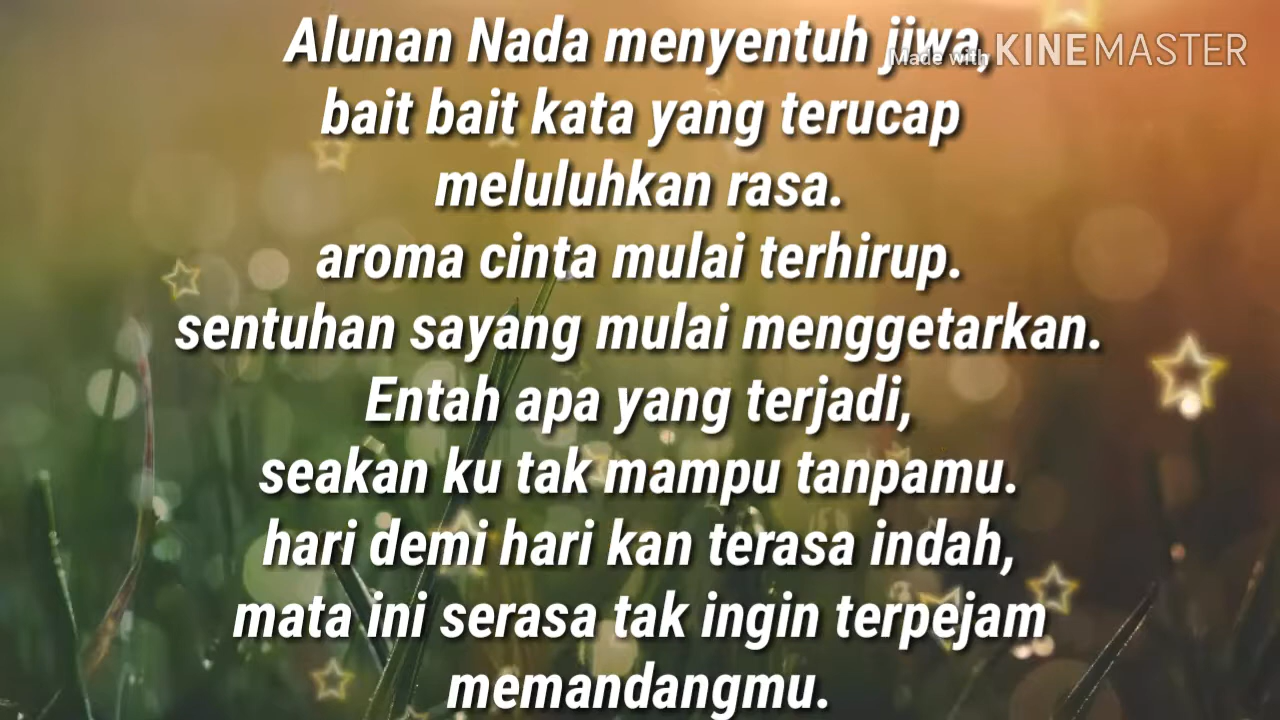 Alunan Nada menyentuh jiwa,
Made with KINEMASTER
bait bait kata yang terucap
meluluhkan rasa.
aroma cinta mulai terhirup.
sentuhan sayang mulai menggetarkan.
Entah apa yang terjadi,
seakan ku tak mampu tanpamu.
hari demi hari kan terasa indah,
mata ini serasa tak ingin terpejam
memandangmu.